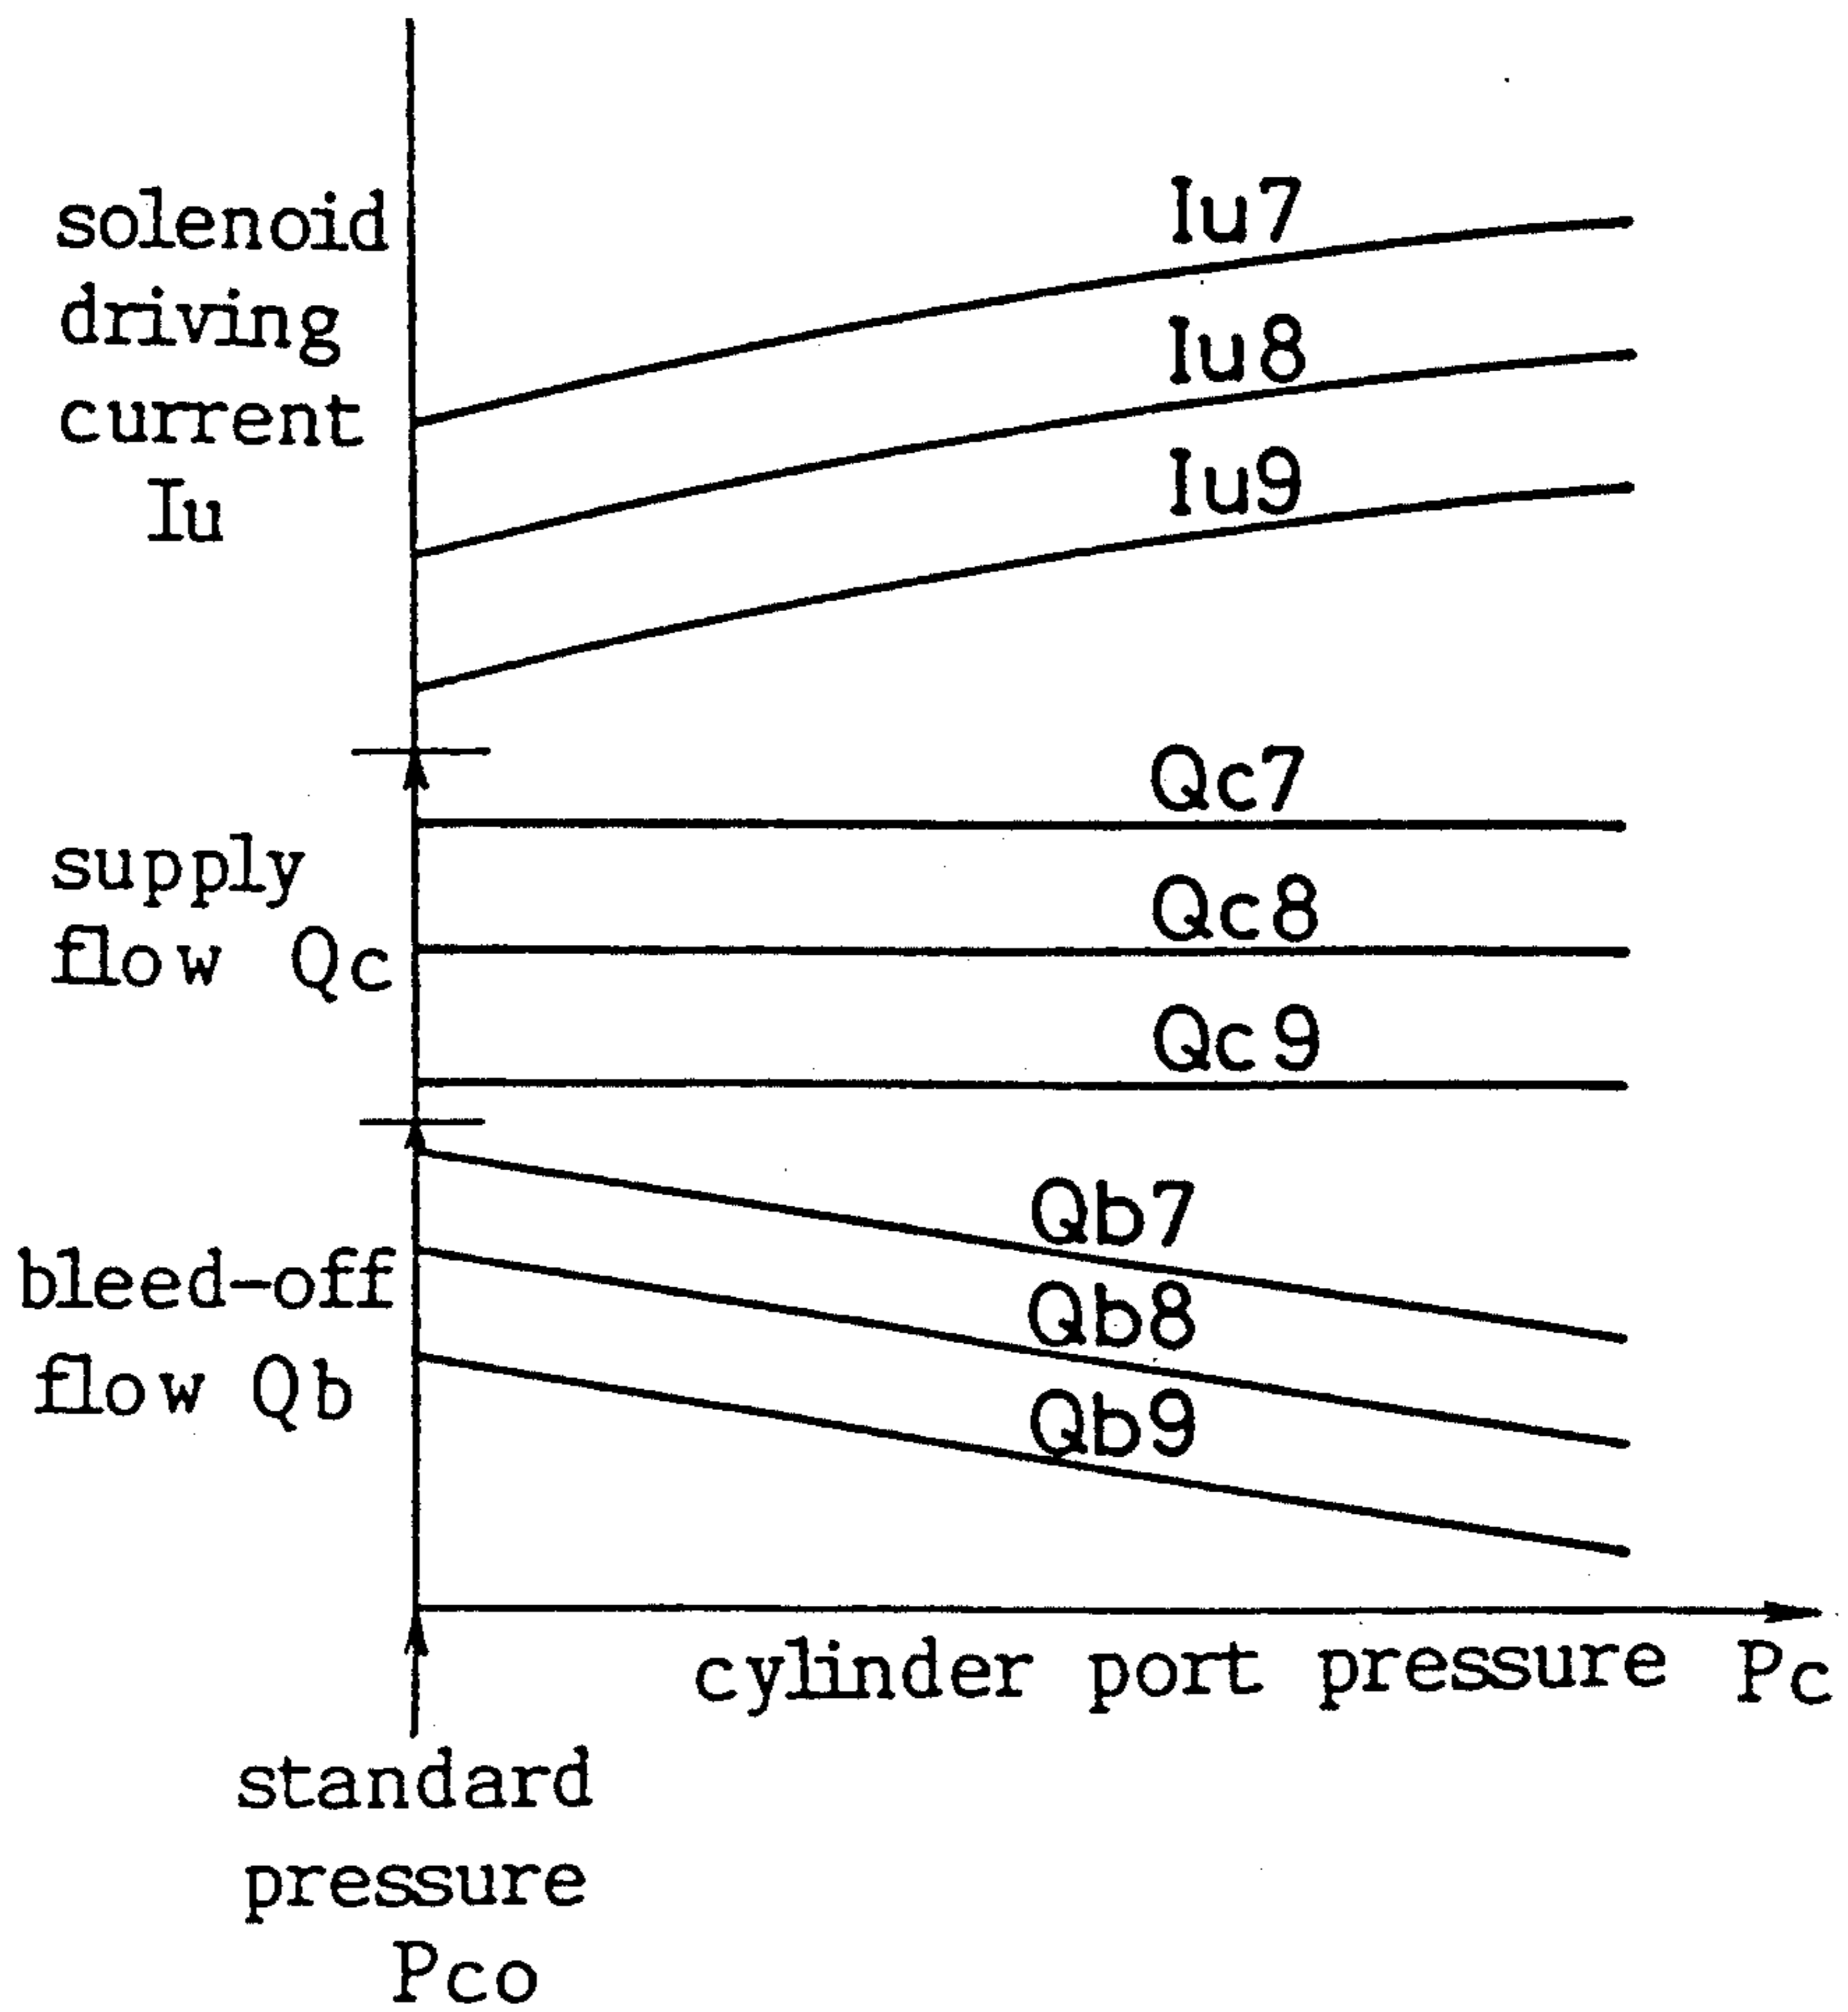 solenoid
driving
current
Iu
Iu7
Iu8
Iu9
supply
flow Qc
Qc7
Qc8
Qc9
bleed-off
flow Qb
Qb7
Qb8
Qb9
cylinder port pressure Pc
standard
pressure
Pco